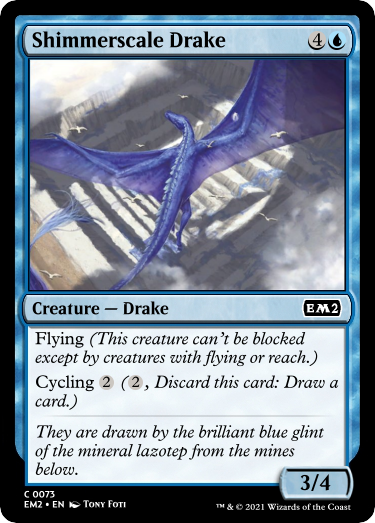 Shimmerscale Drake 4
Creature — Drake EM2
Flying (This creature can't be blocked
except by creatures with flying or reach.)
Cycling 2 (2, Discard this card: Draw a
card.)
They are drawn by the brilliant blue glint
of the mineral lazotep from the mines
below.
3/4
C 0073
EM2 • EN Tony Foti
™ & © 2021 Wizards of the Coast